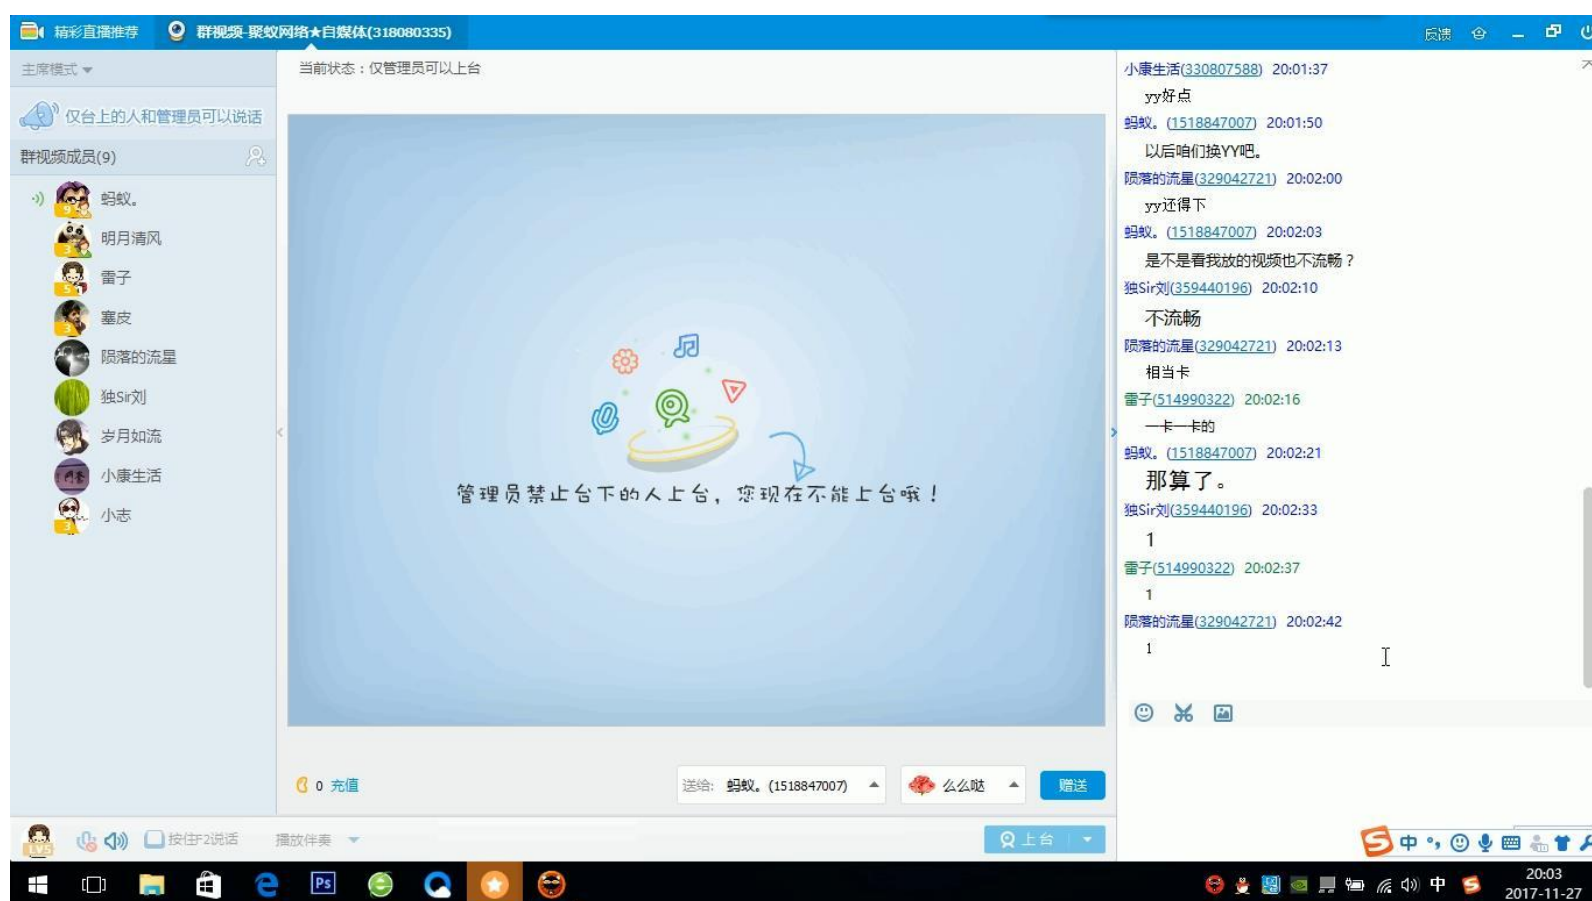 精彩直播推荐
群视频-聚蚁网络★自媒体(318080335)
反馈
主席模式
当前状态：仅管理员可以上台
仅台上的人和管理员可以说话
群视频成员(9)
9
蚂蚁。
3
明月清风
5
雷子
3
塞皮
陨落的流星
独Sir刘
岁月如流
小康生活
3
小志
管理员禁止台下的人上台，您现在不能上台哦！
0 充值
送给: 蚂蚁。(1518847007)
么么哒
赠送
LV5
按住F2说话
播放伴奏
上台
小康生活(330807588) 20:01:37
yy好点
蚂蚁。(1518847007) 20:01:50
以后咱们换YY吧。
陨落的流星(329042721) 20:02:00
yy还得下
蚂蚁。(1518847007) 20:02:03
是不是看我放的视频也不流畅？
独Sir刘(359440196) 20:02:10
不流畅
陨落的流星(329042721) 20:02:13
相当卡
雷子(514990322) 20:02:16
一卡一卡的
蚂蚁。(1518847007) 20:02:21
那算了。
独Sir刘(359440196) 20:02:33
1
雷子(514990322) 20:02:37
1
陨落的流星(329042721) 20:02:42
1
S 中
Ps
中
S
20:03
2017-11-27